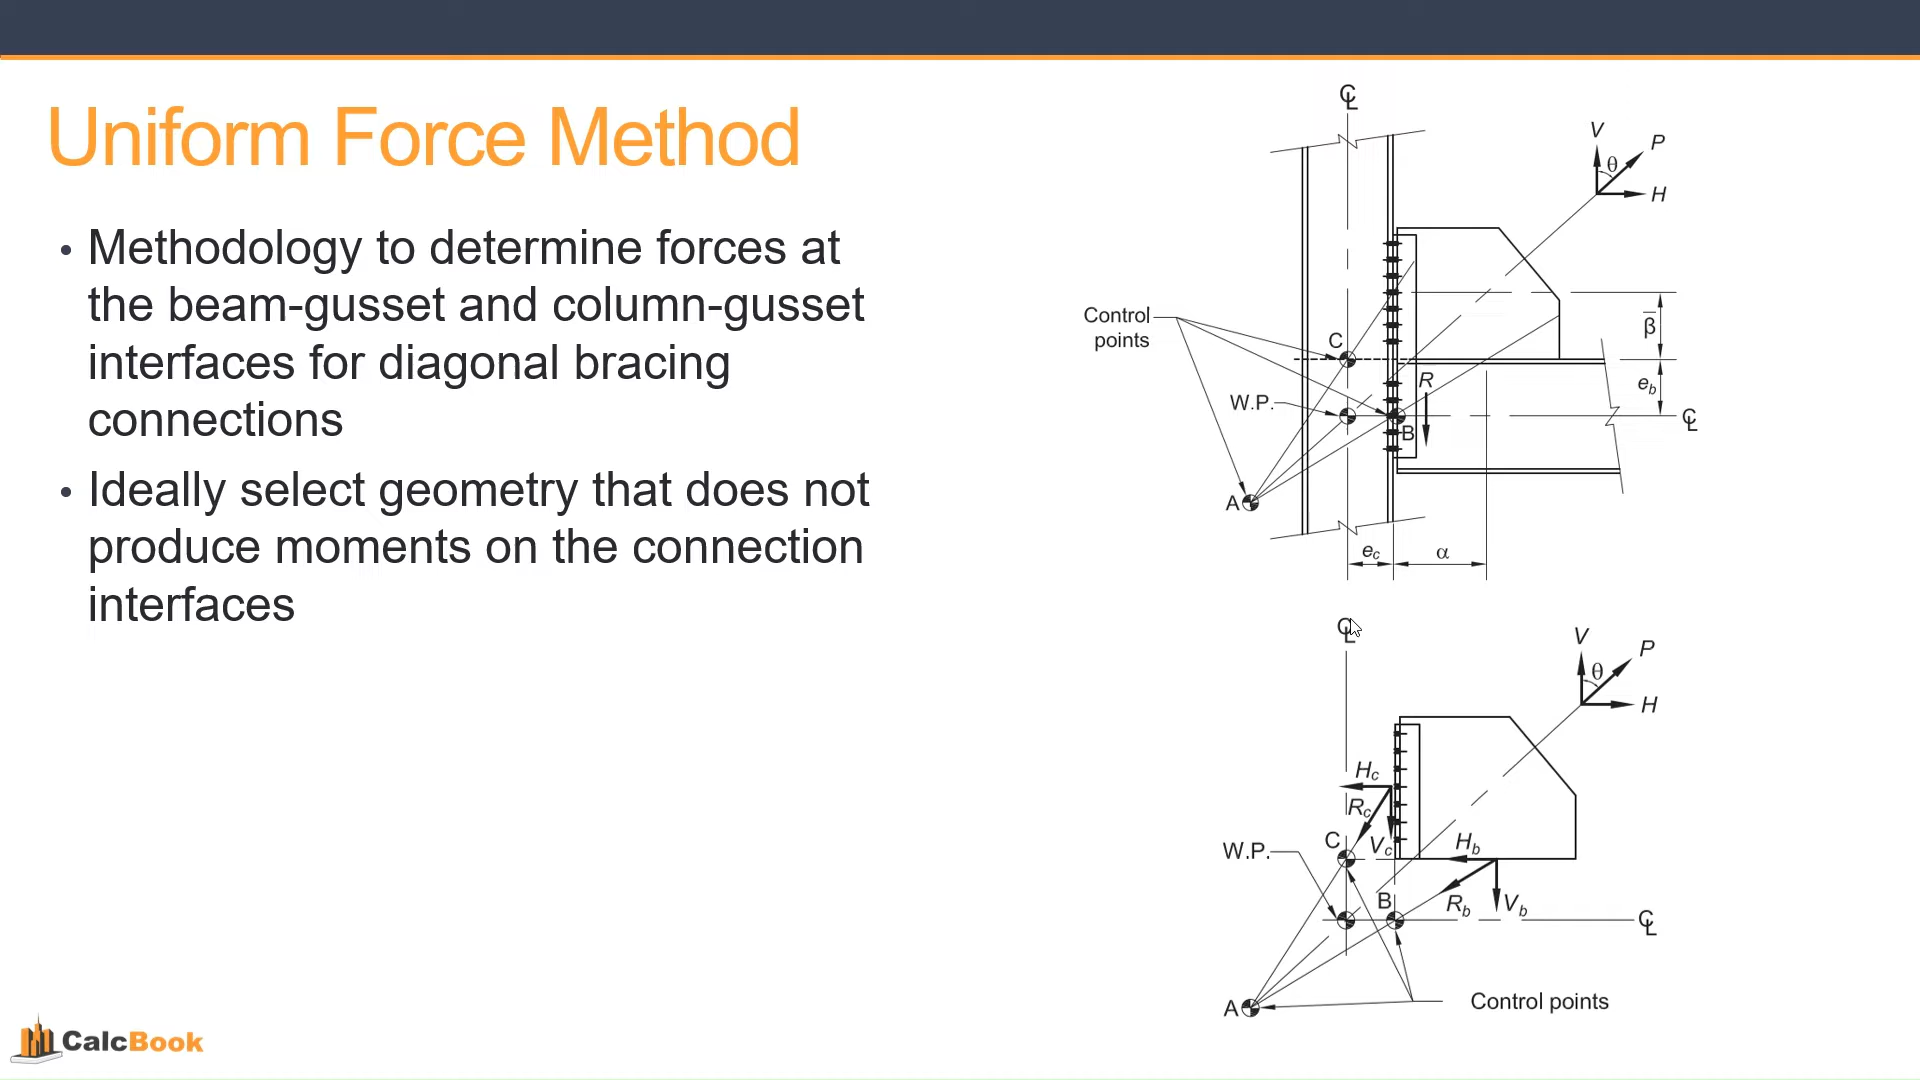 Uniform Force Method
• Methodology to determine forces at
the beam-gusset and column-gusset
interfaces for diagonal bracing
connections
• Ideally select geometry that does not
produce moments on the connection
interfaces
℄
V
P
θ
H
Control
points
C
β̅
R
e_b
W.P.
B
℄
A
e_c
α
℄
V
P
θ
H
H_c
R_c
C
V_c
H_b
W.P.
B
R_b
V_b
℄
A
Control points
CalcBook